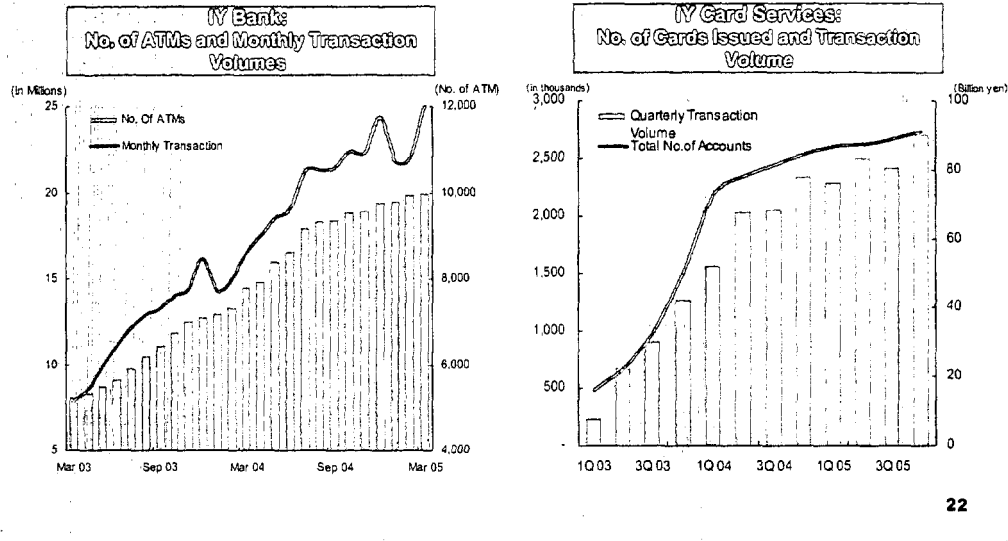 IY Bank:
No. of ATMs and Monthly Transaction
Volumes
(In Millions)
(No. of ATM)
25
20
15
10
5
12,000
10,000
8,000
6,000
4,000
No. Of ATMs
Monthly Transaction
Mar 03
Sep 03
Mar 04
Sep 04
Mar 05
IY Card Services:
No. of Cards Issued and Transaction
Volume
(in thousands)
(Billion yen)
3,000
2,500
2,000
1,500
1,000
500
-
100
80
60
40
20
0
Quarterly Transaction
Volume
Total No. of Accounts
1Q 03
3Q 03
1Q 04
3Q 04
1Q 05
3Q 05
22